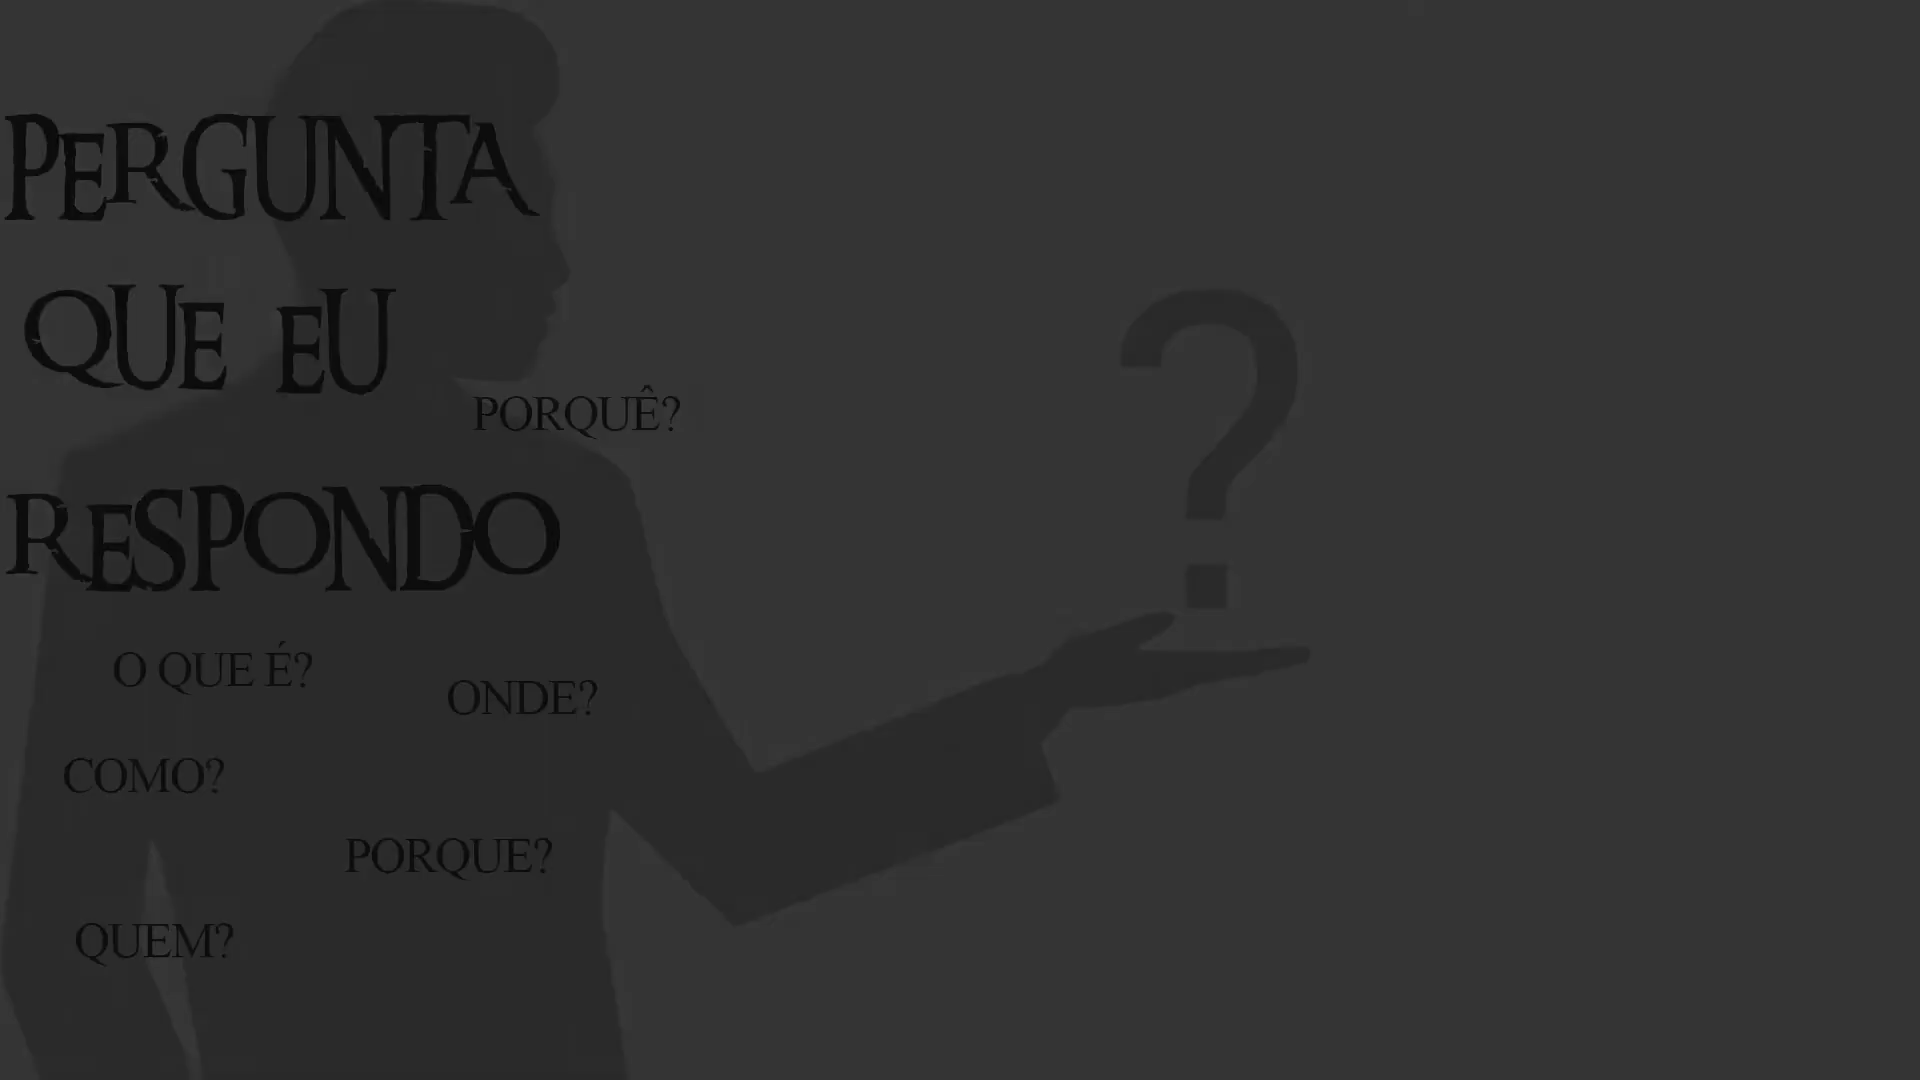 PERGUNTA
QUE EU
PORQUÊ?
RESPONDO
O QUE É?
ONDE?
COMO?
PORQUE?
QUEM?
?